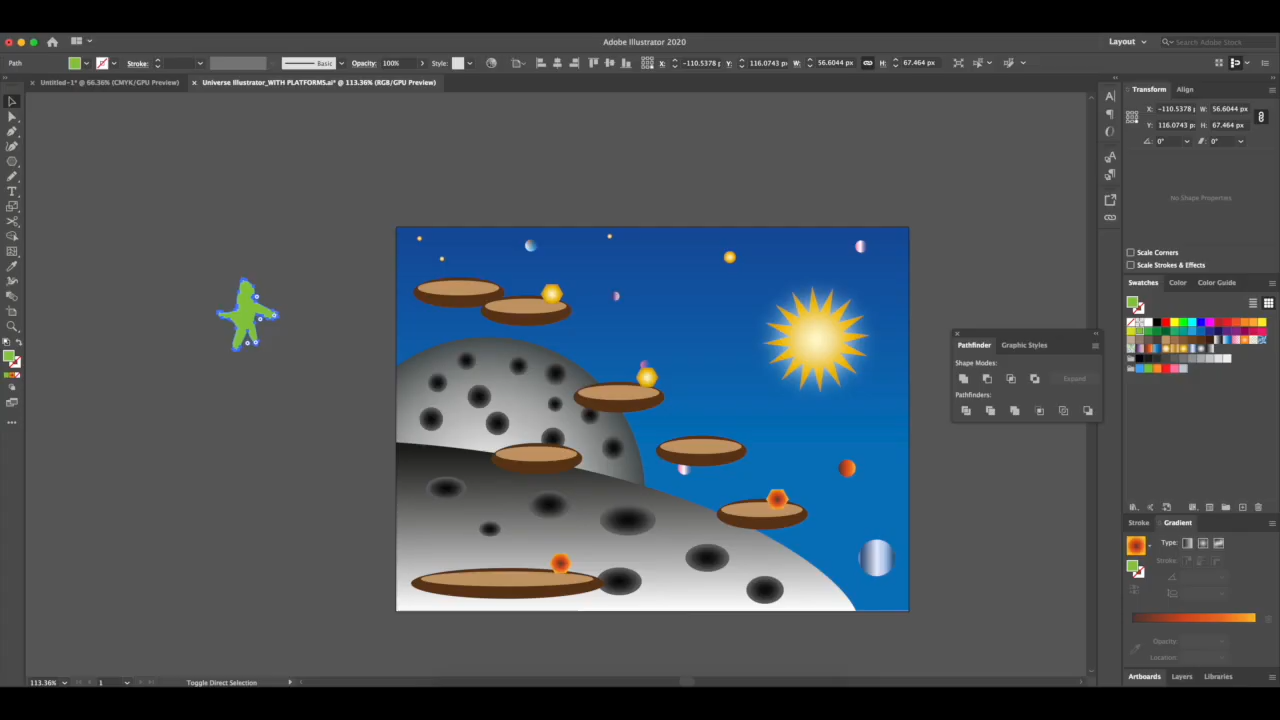 Adobe Illustrator 2020
Layout
Search Adobe Stock
Path
Stroke:
Basic
Opacity:
100%
Style:
X:
-110.5378
Y:
116.0743 px
W:
56.6044 px
H:
67.464 px
Untitled-1* @ 66.36% (CMYK/GPU Preview)
Universe Illustrator_WITH PLATFORMS.ai* @ 113.36% (RGB/GPU Preview)
Transform
Align
X: -110.5378 W: 56.6044 px
Y: 116.0743 H: 67.464 px
0° 0°
No Shape Properties
Scale Corners
Scale Strokes & Effects
Swatches
Color
Color Guide
Pathfinder
Graphic Styles
Shape Modes:
Expand
Pathfinders:
Stroke
Gradient
Type:
Stroke:
Opacity:
Location:
Artboards
Layers
Libraries
113.36%
1
Toggle Direct Selection